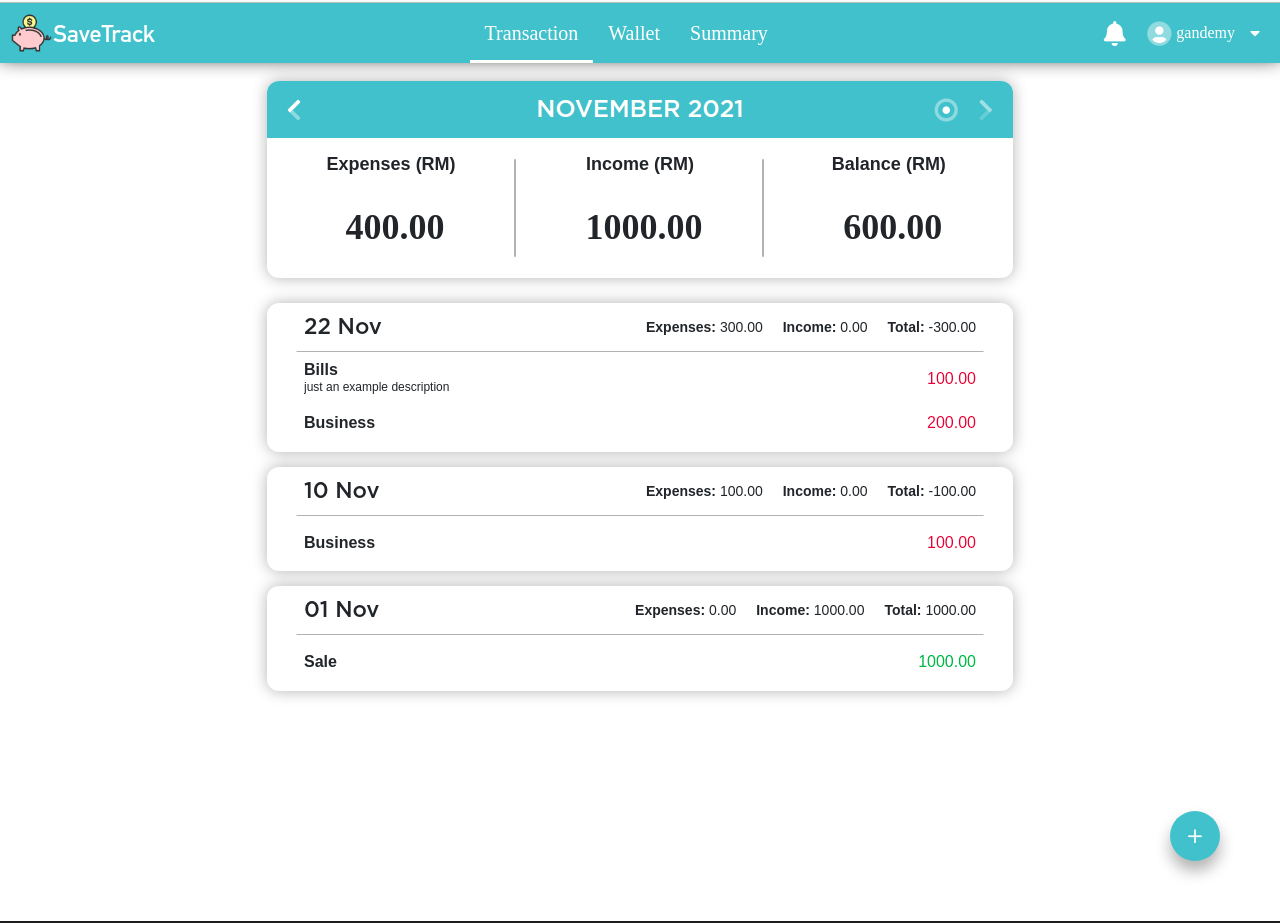 SaveTrack
Transaction Wallet Summary
gandemy
NOVEMBER 2021
Expenses (RM) Income (RM) Balance (RM)
400.00 1000.00 600.00
22 Nov Expenses: 300.00 Income: 0.00 Total: -300.00
Bills
just an example description
100.00
Business 200.00
10 Nov Expenses: 100.00 Income: 0.00 Total: -100.00
Business 100.00
01 Nov Expenses: 0.00 Income: 1000.00 Total: 1000.00
Sale 1000.00